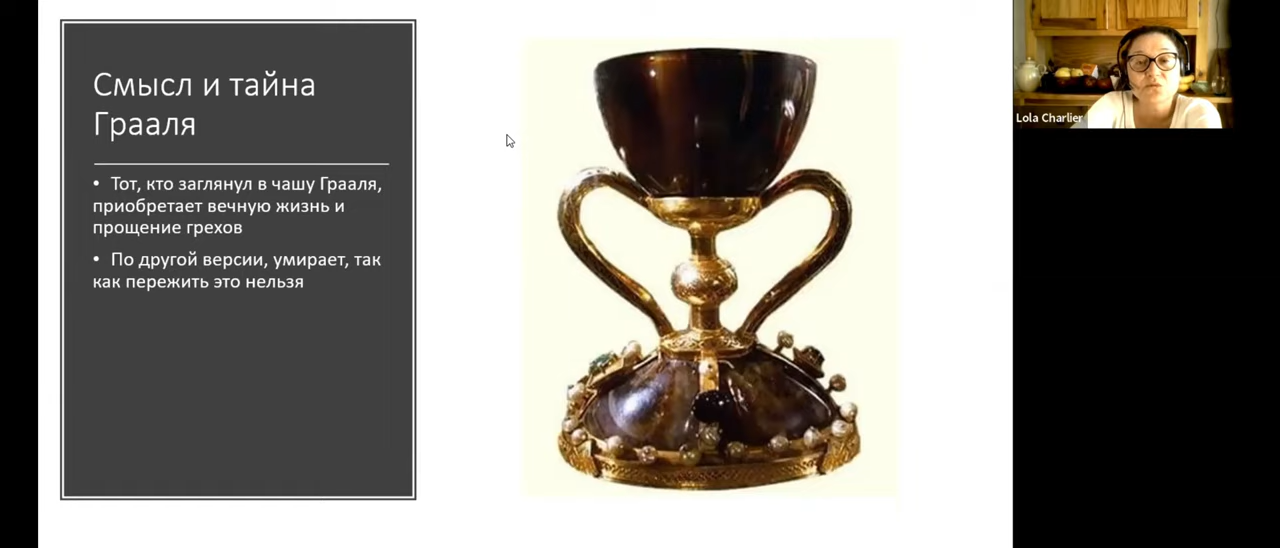 Смысл и тайна
Грааля
• Тот, кто заглянул в чашу Грааля,
приобретает вечную жизнь и
прощение грехов
• По другой версии, умирает, так
как пережить это нельзя
Lola Charlier